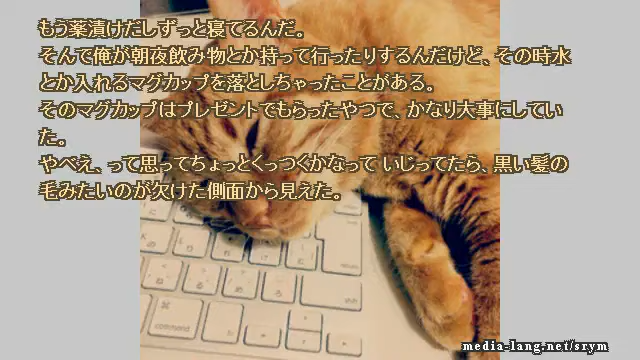 もう薬漬けだしずっと寝てるんだ。
そんて俺が朝夜飲み物とか持って行ったりするんだけど、その時水
とか入れるマグカップを落としちゃったことがある。
そのマグカップはプレゼントでもらったやつで、かなり大事にしてい
た。
やべえ、って思ってちょっとくっつくかなって いじってたら、黒い髪の
毛みたいのが欠けた側面から見えた。
command
media-lang.net/srym